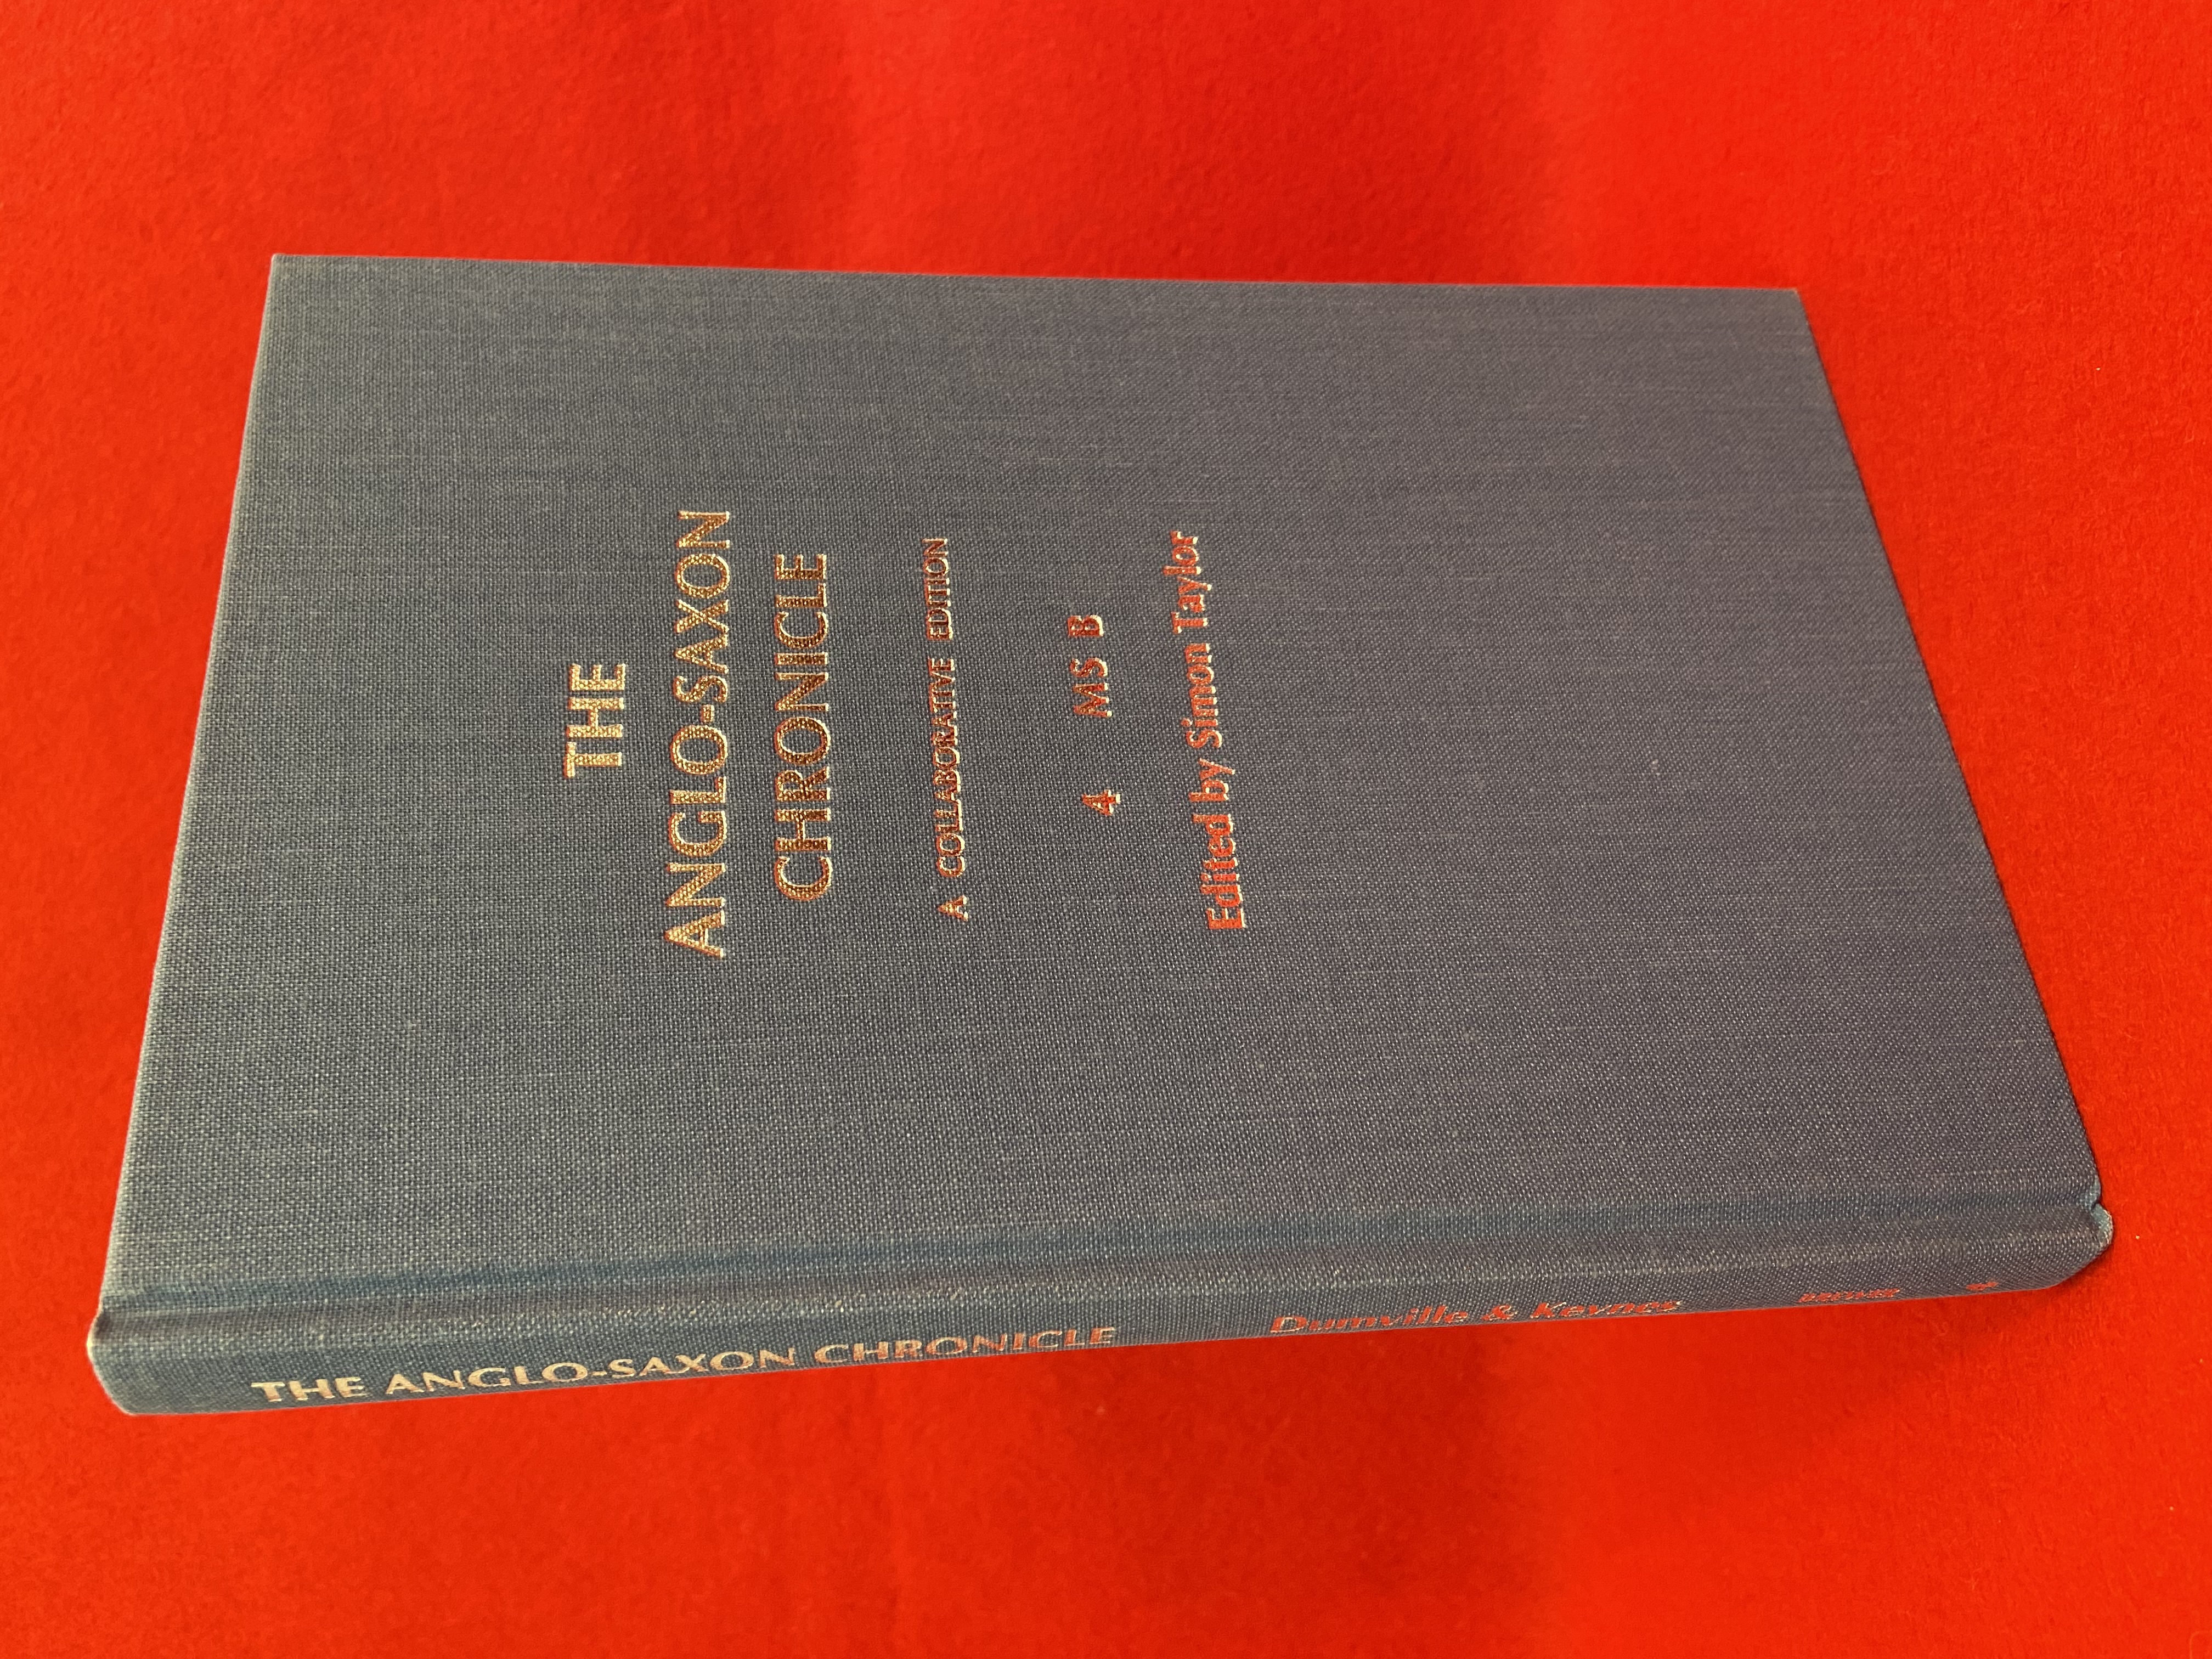 THE
ANGLO-SAXON
CHRONICLE
A COLLABORATIVE EDITION
4 MS B
Edited by Simon Taylor
THE ANGLO-SAXON CHRONICLE
Dumville & Keynes